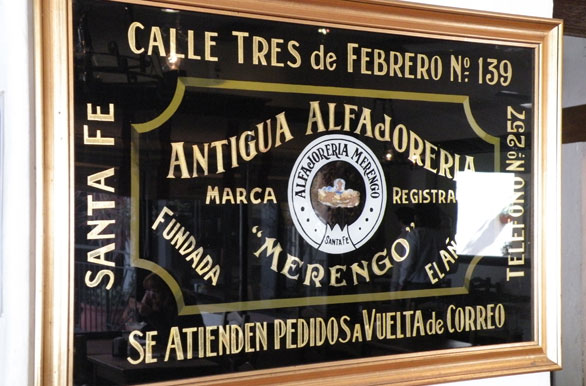 CALLE TRES de FEBRERO Nº 139
SANTA FE
ANTIGUA ALFAJORERIA
MARCA
REGISTRA
ALFAJORERIA MERENGO
SANTA FE
FUNDADA
"MERENGO"
EL AÑ
TELEFONO Nº 257
SE ATIENDEN PEDIDOS A VUELTA de CORREO